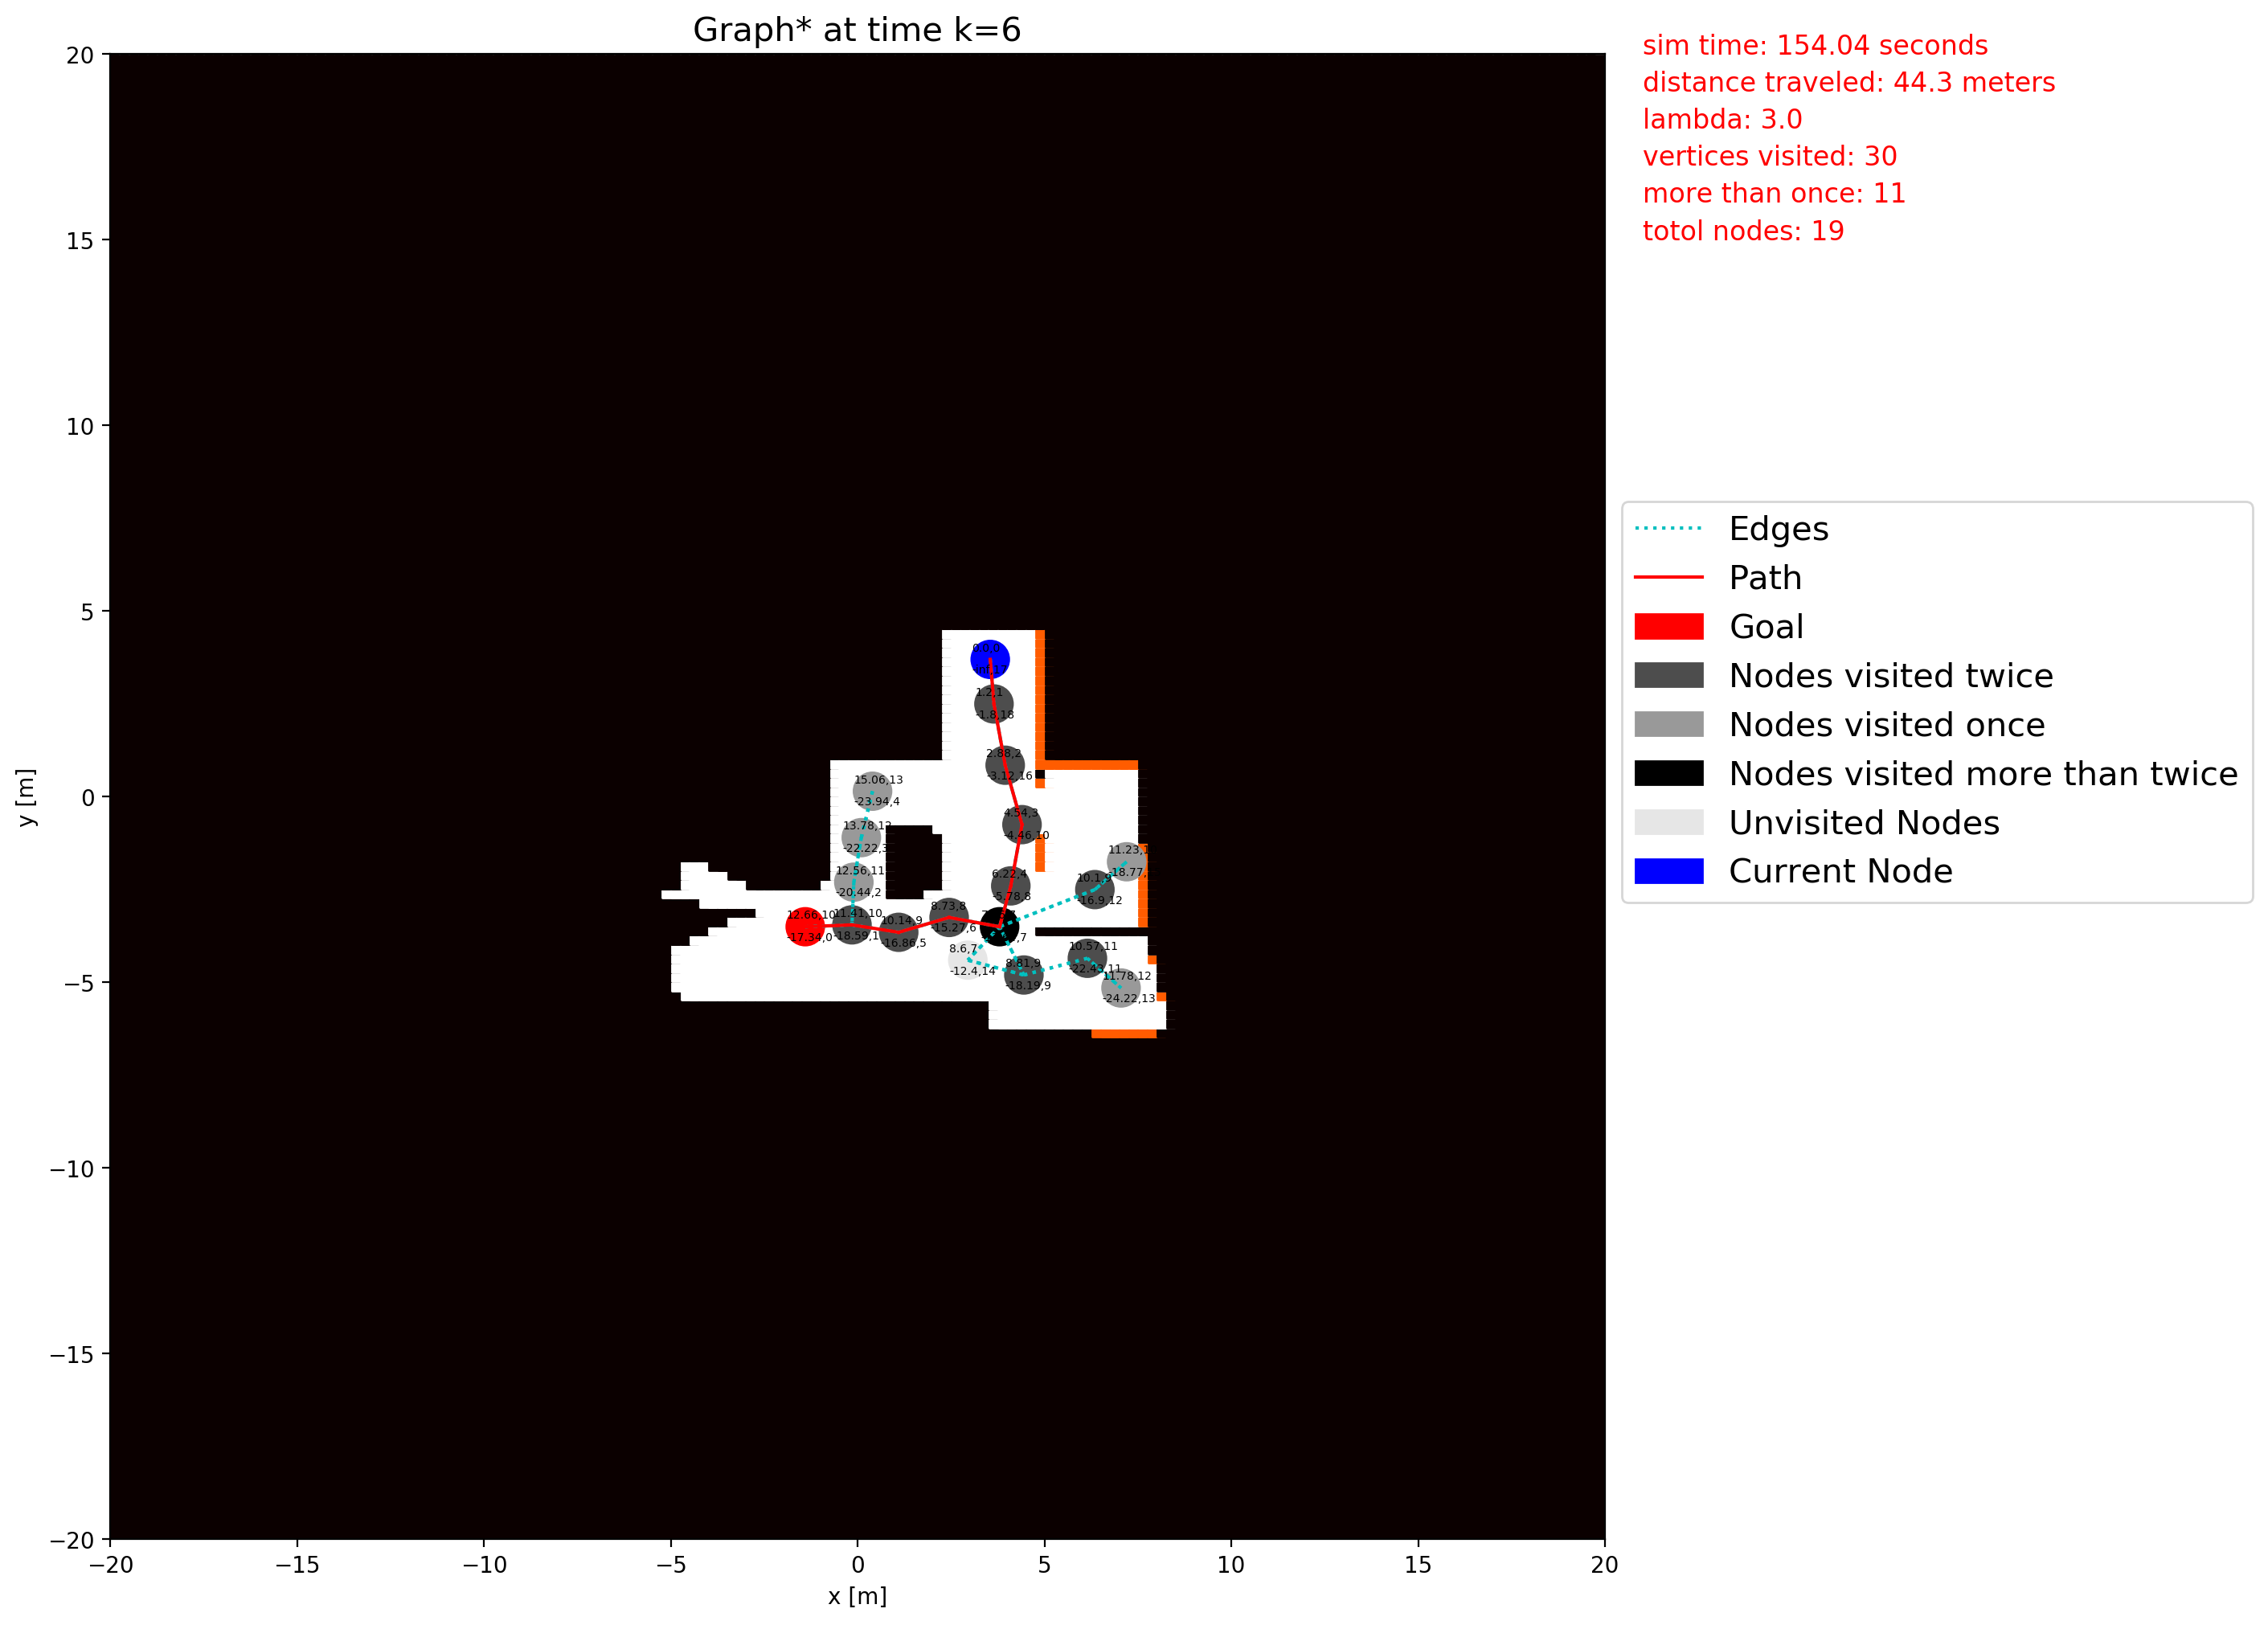 Graph* at time k=6
sim time: 154.04 seconds
distance traveled: 44.3 meters
lambda: 3.0
vertices visited: 30
more than once: 11
totol nodes: 19
20
15
10
5
0
−5
−10
−15
−20
y [m]
−20
−15
−10
−5
0
5
10
15
20
x [m]
1.2,1
-1.8,18
2.88,2
-3.12,16
4.54,3
-4.46,10
6.22,4
-5.78,8
15.06,13
-23.94,4
13.78,12
-22.22,3
12.56,11
-20.44,2
12.66,10
-17.34,0
11.41,10
-18.59,1
10.14,9
-16.86,5
8.73,8
-15.27,6
8.6,7
-12.4,14
8.81,9
-18.19,9
10.1,9
-16.9,12
10.57,11
-22.43,11
11.78,12
-24.22,13
Edges
Path
Goal
Nodes visited twice
Nodes visited once
Nodes visited more than twice
Unvisited Nodes
Current Node